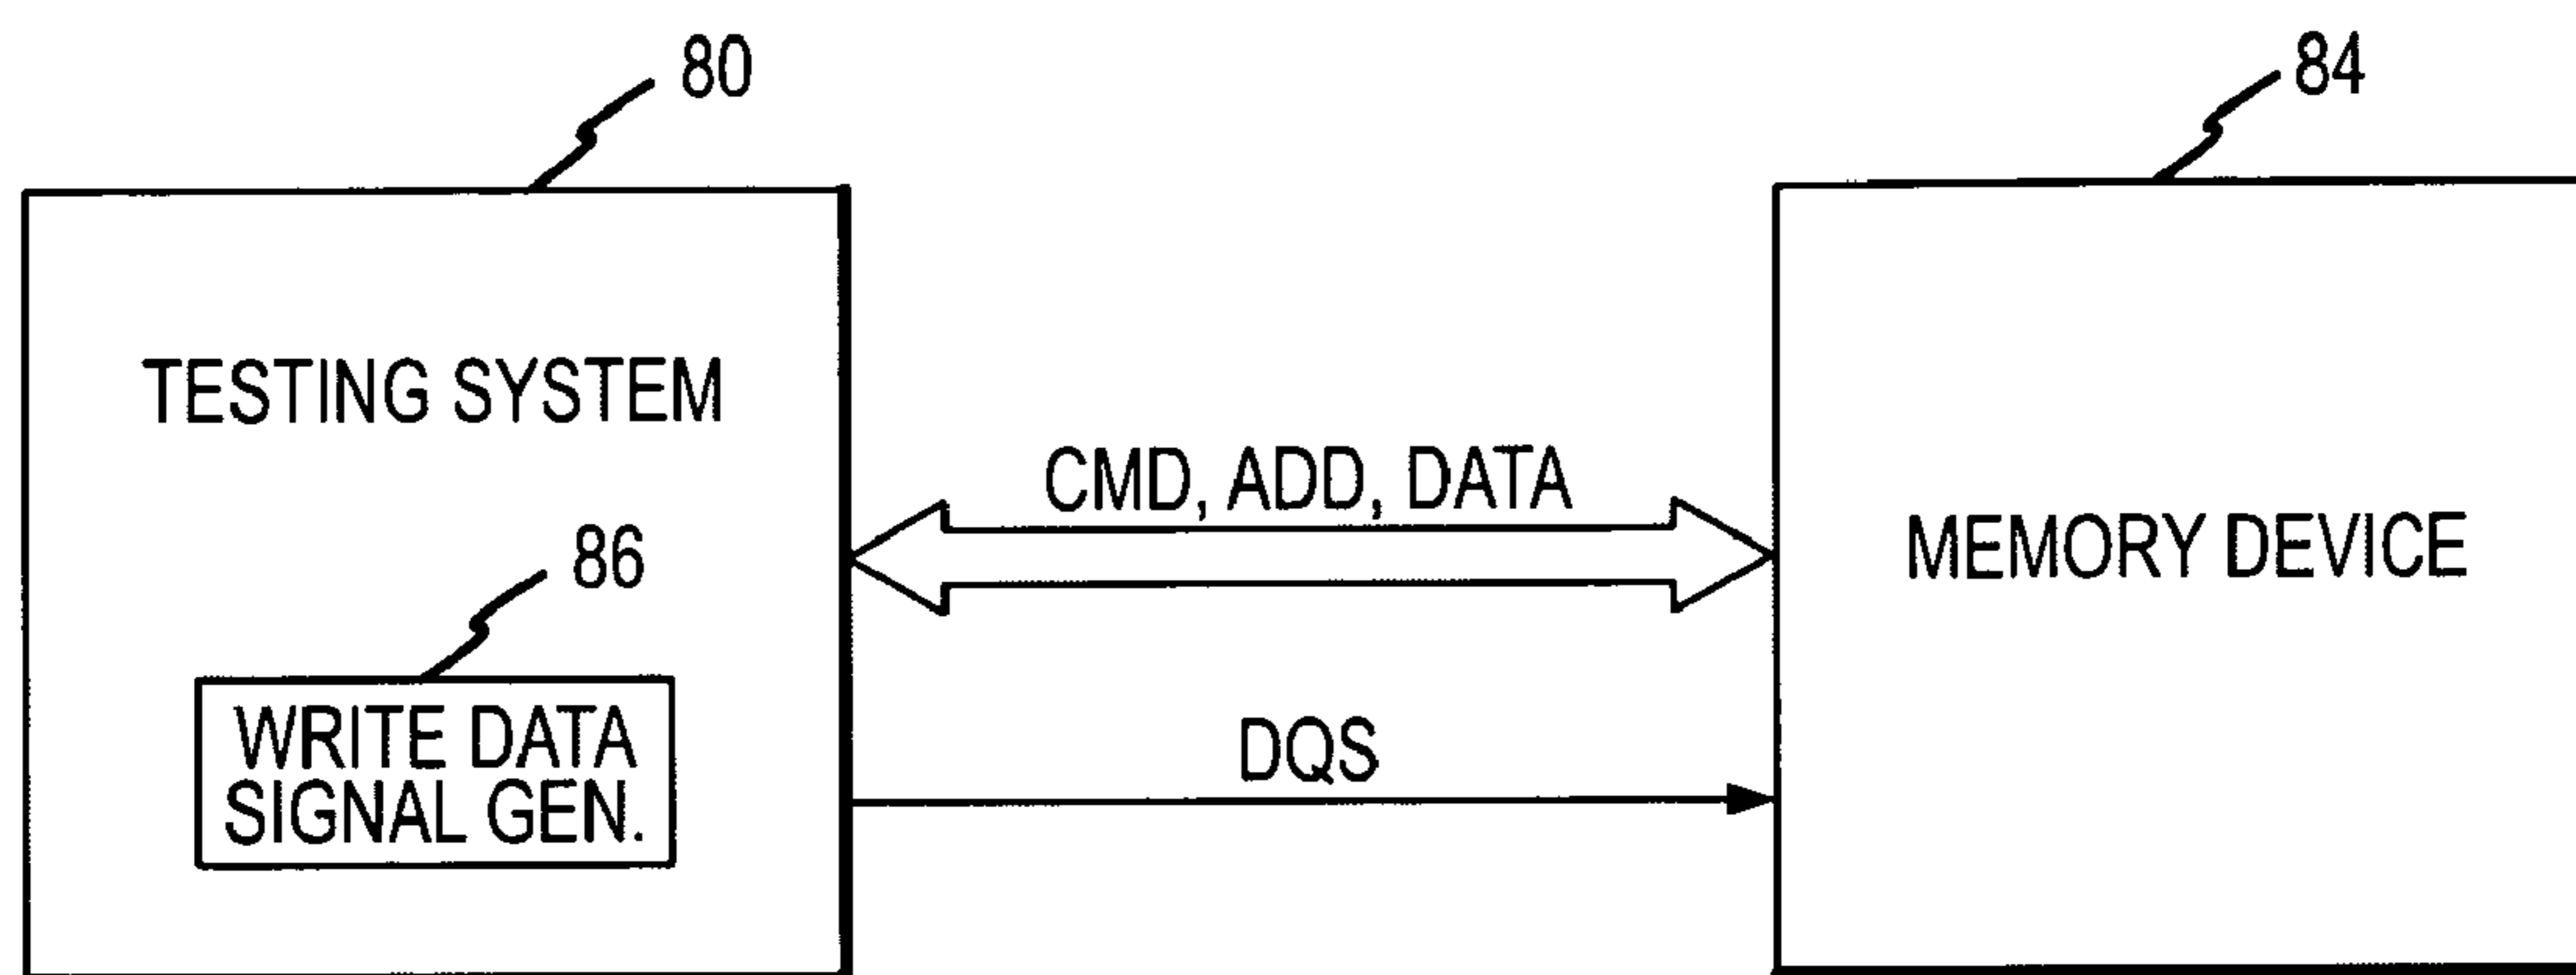 80
84
TESTING SYSTEM
CMD, ADD, DATA
MEMORY DEVICE
86
WRITE DATA
SIGNAL GEN.
DQS